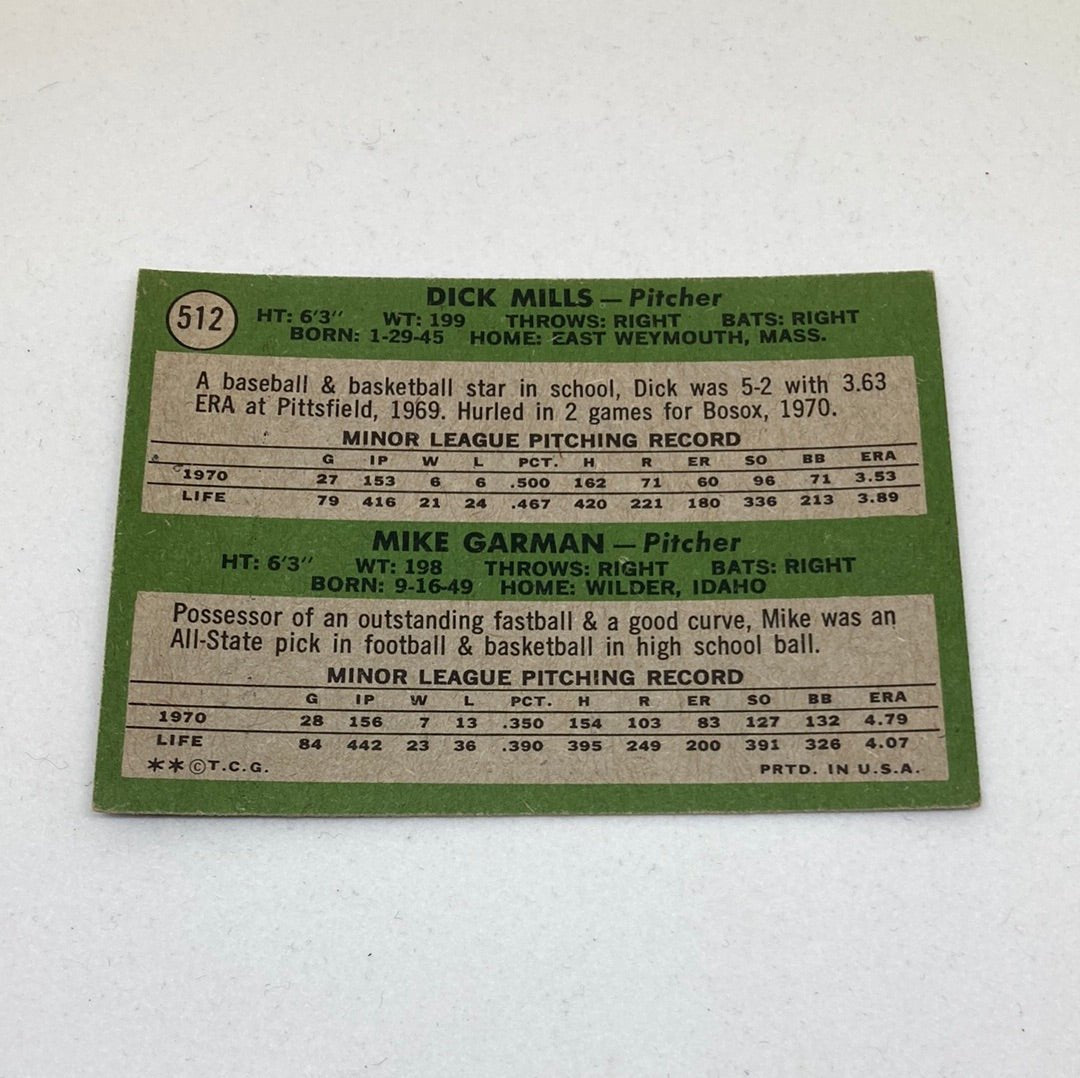 512
DICK MILLS — Pitcher
HT: 6'3" WT: 199 THROWS: RIGHT BATS: RIGHT
BORN: 1-29-45 HOME: EAST WEYMOUTH, MASS.
A baseball & basketball star in school, Dick was 5-2 with 3.63
ERA at Pittsfield, 1969. Hurled in 2 games for Bosox, 1970.
MINOR LEAGUE PITCHING RECORD
G IP W L PCT. H R ER SO BB ERA
1970 27 153 6 6 .500 162 71 60 96 71 3.53
LIFE 79 416 21 24 .467 420 221 180 336 213 3.89
MIKE GARMAN — Pitcher
HT: 6'3" WT: 198 THROWS: RIGHT BATS: RIGHT
BORN: 9-16-49 HOME: WILDER, IDAHO
Possessor of an outstanding fastball & a good curve, Mike was an
All-State pick in football & basketball in high school ball.
MINOR LEAGUE PITCHING RECORD
G IP W L PCT. H R ER SO BB ERA
1970 28 156 7 13 .350 154 103 83 127 132 4.79
LIFE 84 442 23 36 .390 395 249 200 391 326 4.07
**©T.C.G. PRTD. IN U.S.A.